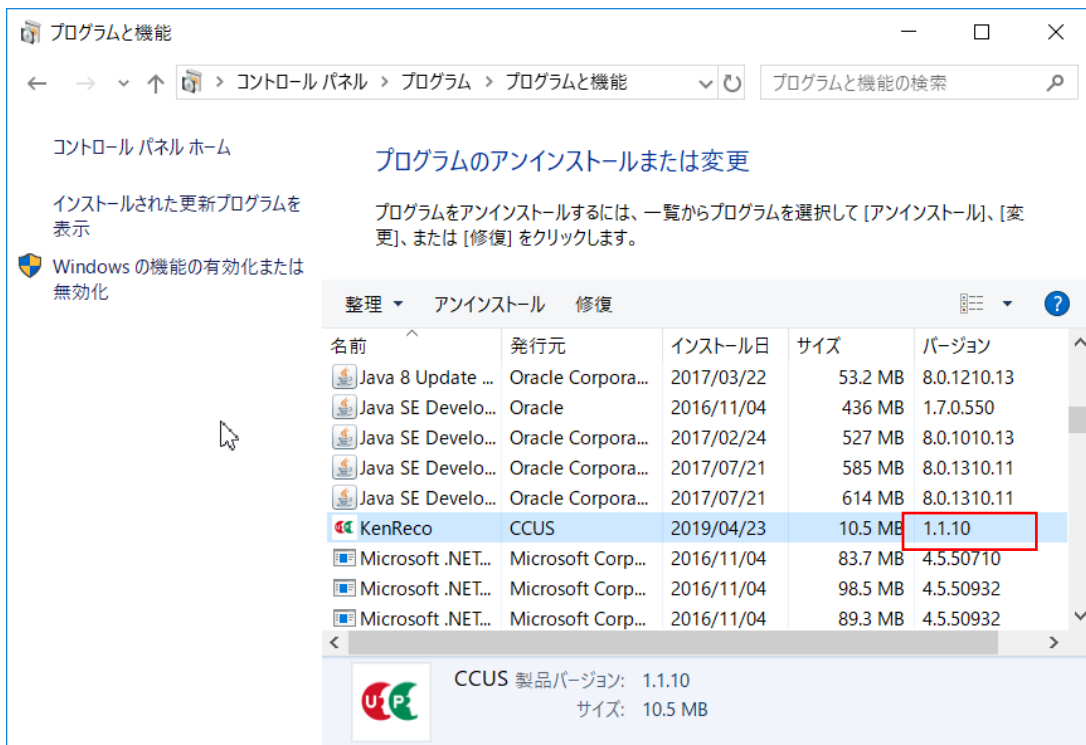 プログラムと機能
コントロール パネル > プログラム > プログラムと機能
プログラムと機能の検索
コントロール パネル ホーム
インストールされた更新プログラムを
表示
Windows の機能の有効化または
無効化
プログラムのアンインストールまたは変更
プログラムをアンインストールするには、一覧からプログラムを選択して [アンインストール]、[変
更]、または [修復] をクリックします。
整理 アンインストール 修復
名前 発行元 インストール日 サイズ バージョン
Java 8 Update ... Oracle Corpora... 2017/03/22 53.2 MB 8.0.1210.13
Java SE Develo... Oracle 2016/11/04 436 MB 1.7.0.550
Java SE Develo... Oracle Corpora... 2017/02/24 527 MB 8.0.1010.13
Java SE Develo... Oracle Corpora... 2017/07/21 585 MB 8.0.1310.11
Java SE Develo... Oracle Corpora... 2017/07/21 614 MB 8.0.1310.11
KenReco CCUS 2019/04/23 10.5 MB 1.1.10
Microsoft .NET... Microsoft Corp... 2016/11/04 83.7 MB 4.5.50710
Microsoft .NET... Microsoft Corp... 2016/11/04 98.5 MB 4.5.50932
Microsoft .NET... Microsoft Corp... 2016/11/04 89.3 MB 4.5.50932
CCUS 製品バージョン: 1.1.10
サイズ: 10.5 MB